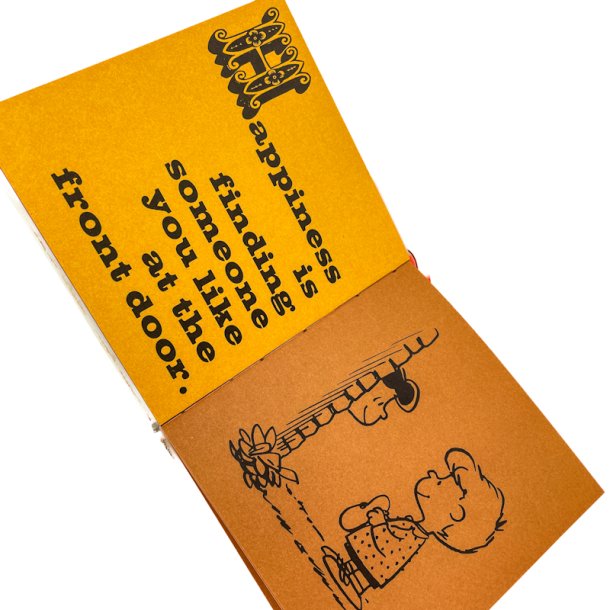 Happiness
is
finding
someone
you like
at the
front door.